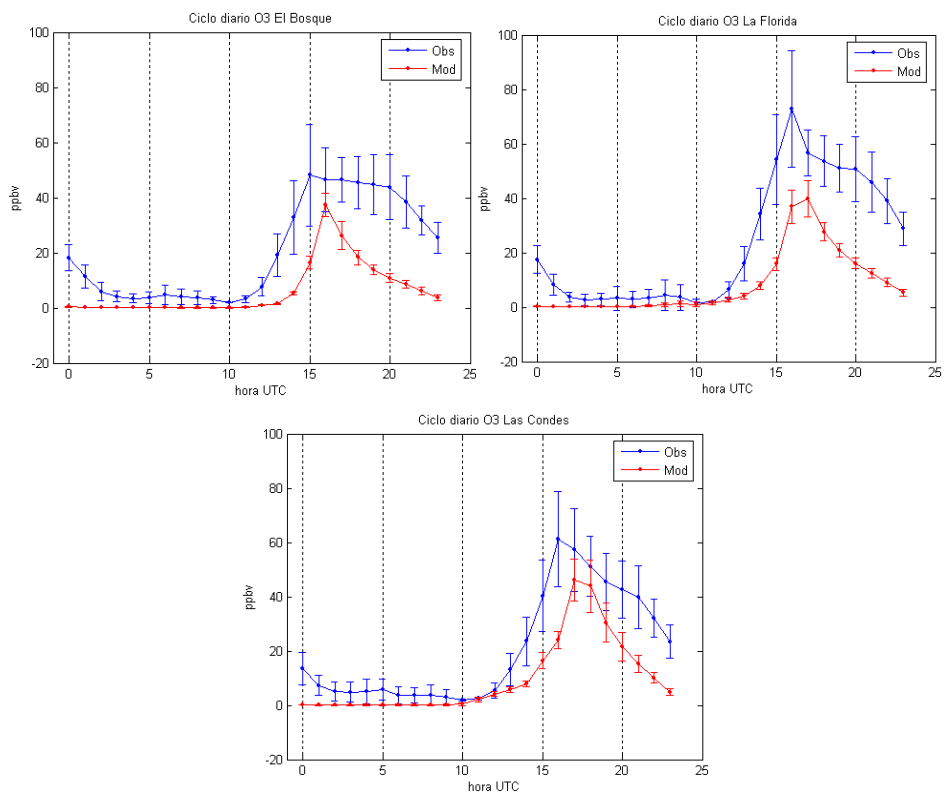 Ciclo diario O3 El Bosque
100
80
60
40
20
0
-20
ppbv
Obs
Mod
0 5 10 15 20 25
hora UTC
Ciclo diario O3 La Florida
100
80
60
40
20
0
-20
ppbv
Obs
Mod
0 5 10 15 20 25
hora UTC
Ciclo diario O3 Las Condes
100
80
60
40
20
0
-20
ppbv
Obs
Mod
0 5 10 15 20 25
hora UTC